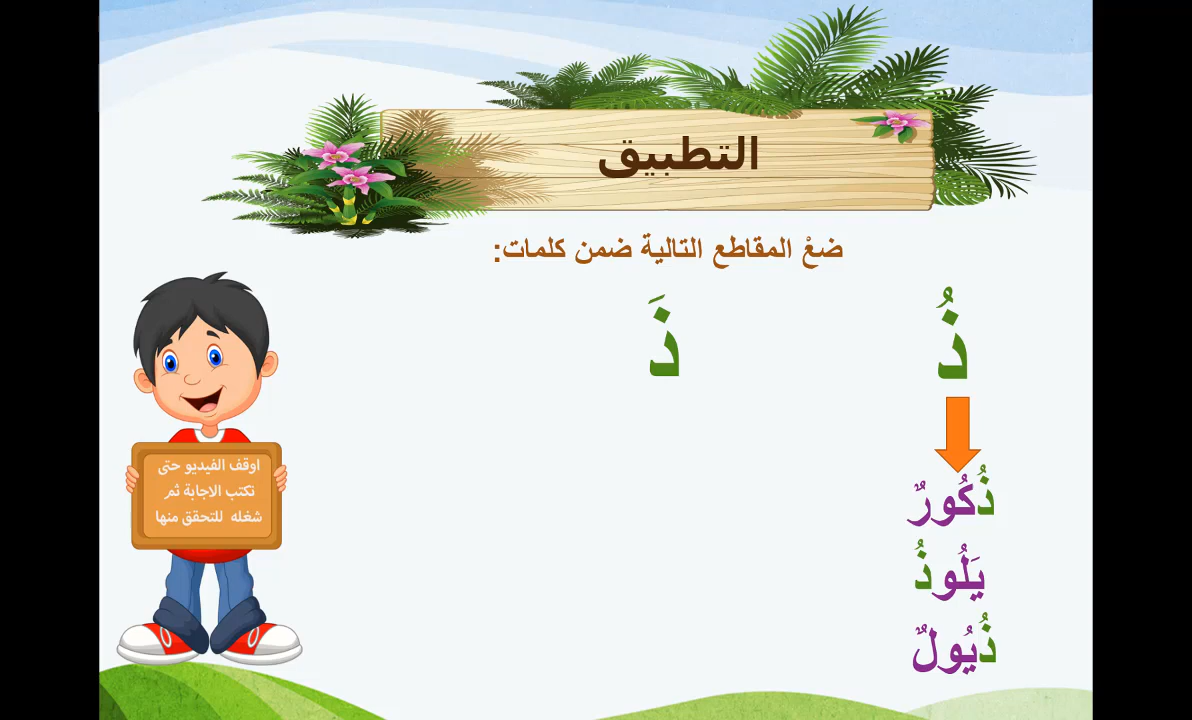 التطبيق
ضعْ المقاطع التالية ضمن كلمات:
ذُ ذَ
ذُكُورٌ
يَلُوذُ
ذُيُولٌ
اوقف الفيديو حتى
تكتب الاجابة ثم
شغله للتحقق منها